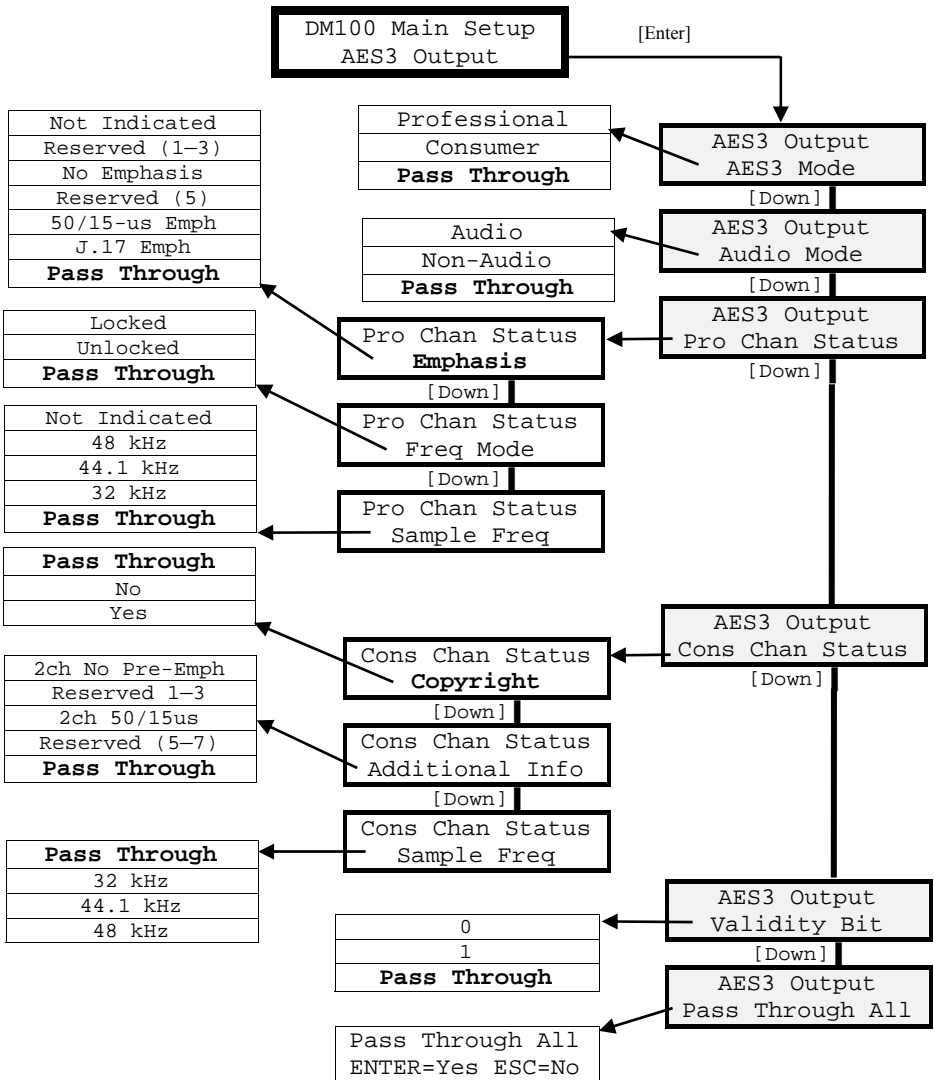 DM100 Main Setup
AES3 Output
[Enter]
AES3 Output
AES3 Mode
Professional
Consumer
Pass Through
[Down]
AES3 Output
Audio Mode
Audio
Non-Audio
Pass Through
[Down]
AES3 Output
Pro Chan Status
[Down]
Pro Chan Status
Emphasis
Not Indicated
Reserved (1—3)
No Emphasis
Reserved (5)
50/15-us Emph
J.17 Emph
Pass Through
[Down]
Pro Chan Status
Freq Mode
Locked
Unlocked
Pass Through
[Down]
Pro Chan Status
Sample Freq
Not Indicated
48 kHz
44.1 kHz
32 kHz
Pass Through
AES3 Output
Cons Chan Status
[Down]
Cons Chan Status
Copyright
Pass Through
No
Yes
[Down]
Cons Chan Status
Additional Info
2ch No Pre-Emph
Reserved 1—3
2ch 50/15us
Reserved (5—7)
Pass Through
[Down]
Cons Chan Status
Sample Freq
Pass Through
32 kHz
44.1 kHz
48 kHz
AES3 Output
Validity Bit
0
1
Pass Through
[Down]
AES3 Output
Pass Through All
Pass Through All
ENTER=Yes ESC=No